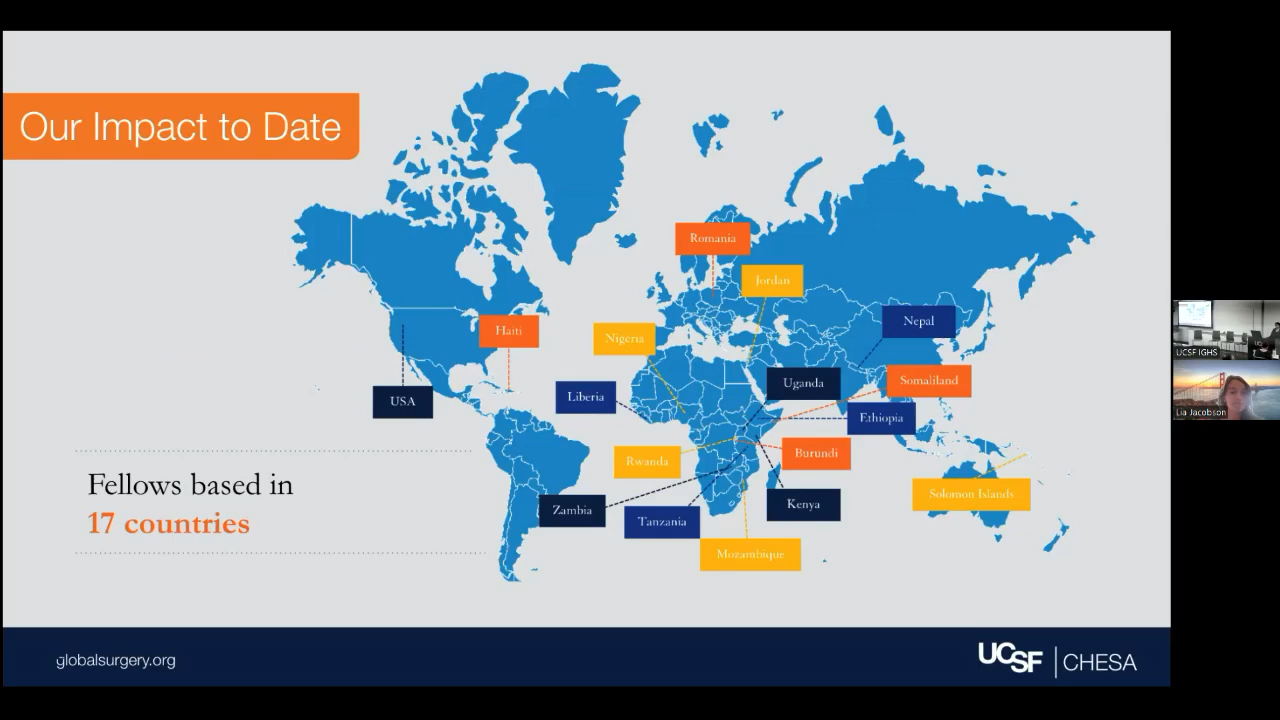 Our Impact to Date
Romania
Jordan
Nepal
Haiti
Nigeria
Uganda
Somaliland
USA
Liberia
Ethiopia
Rwanda
Burundi
Fellows based in
17 countries
Zambia
Tanzania
Kenya
Solomon Islands
Mozambique
globalsurgery.org
UCSF | CHESA
UCSF IGHS
Lia Jacobson